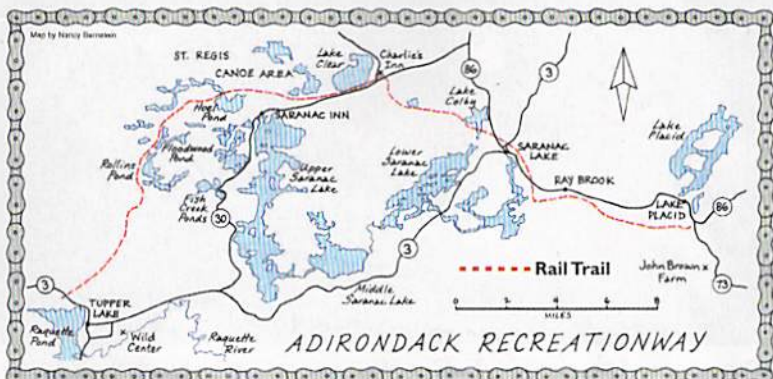 Map by Nancy Bernstein
ST. REGIS
CANOE AREA
Lake
Clear
Charlie's
Inn
86
3
Lake
Colby
Hoel
Pond
SARANAC INN
Floodwood
Pond
Rollins
Pond
Upper
Saranac
Lake
Lower
Saranac
Lake
SARANAC
LAKE
Lake
Placid
RAY BROOK
LAKE
PLACID
86
Fish
Creek
Ponds
30
3
Rail Trail
John Brown x
Farm
73
3
Middle
Saranac Lake
0 2 4 6 8
MILES
TUPPER
LAKE
Raquette
Pond
x Wild
Center
Raquette
River
ADIRONDACK RECREATIONWAY